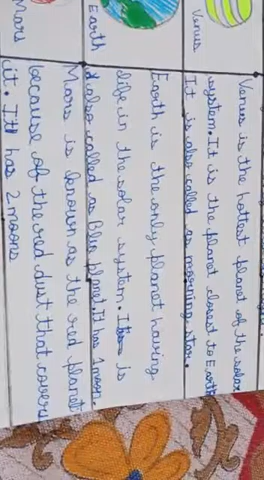 Venus
Venus is the hottest planet of the solar
system. It is the planet closest to Earth
It is also called as morning star.
Earth
Earth is the only planet having
life in the solar system. It is
also called as Blue planet. It has 1 moon.
Mars
Mars is known as the red planet
because of the red dust that covers
it. It has 2 moons